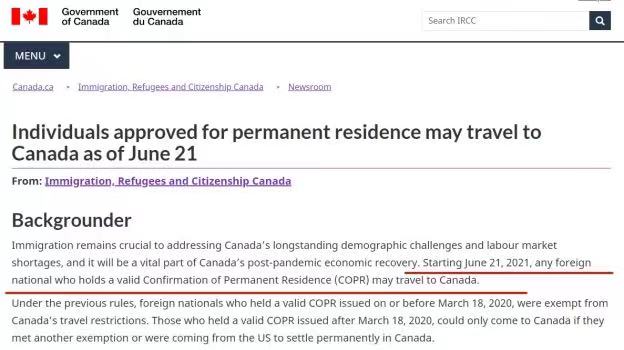 Government of Canada
Gouvernement du Canada
Search IRCC
MENU
Canada.ca
Immigration, Refugees and Citizenship Canada
Newsroom
Individuals approved for permanent residence may travel to
Canada as of June 21
From: Immigration, Refugees and Citizenship Canada
Backgrounder
Immigration remains crucial to addressing Canada's longstanding demographic challenges and labour market
shortages, and it will be a vital part of Canada's post-pandemic economic recovery. Starting June 21, 2021, any foreign
national who holds a valid Confirmation of Permanent Residence (COPR) may travel to Canada.
Under the previous rules, foreign nationals who held a valid COPR issued on or before March 18, 2020, were exempt from
Canada's travel restrictions. Those who held a valid COPR issued after March 18, 2020, could only come to Canada if they
met another exemption or were coming from the US to settle permanently in Canada.